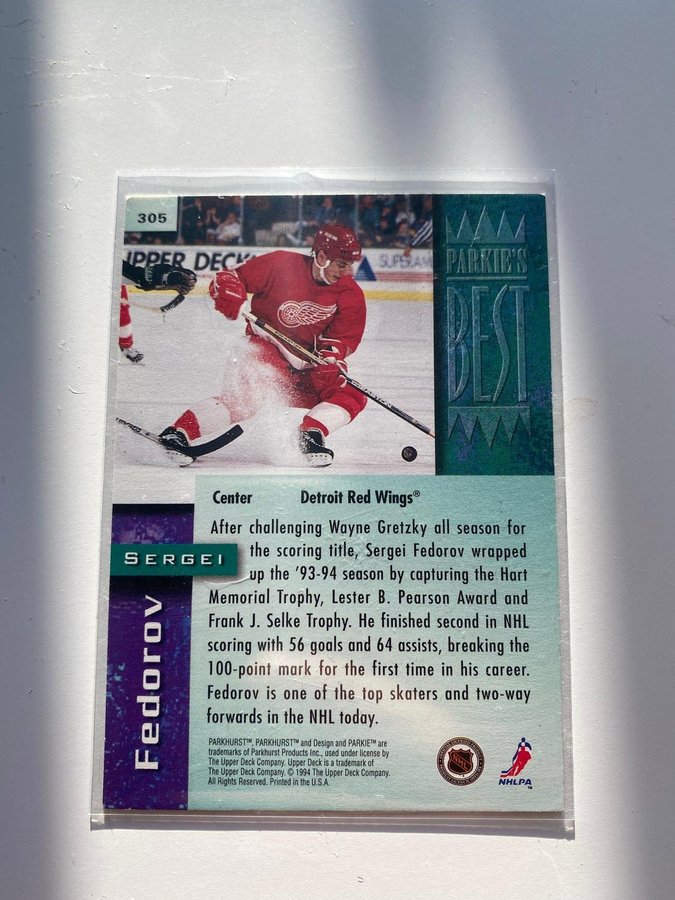 305
UPPER DECK
SUPERAM
PARKIE'S
BEST
Center Detroit Red Wings®
After challenging Wayne Gretzky all season for
the scoring title, Sergei Fedorov wrapped
up the '93-94 season by capturing the Hart
Memorial Trophy, Lester B. Pearson Award and
Frank J. Selke Trophy. He finished second in NHL
scoring with 56 goals and 64 assists, breaking the
100-point mark for the first time in his career.
Fedorov is one of the top skaters and two-way
forwards in the NHL today.
SERGEI
Fedorov
PARKHURST™, PARKHURST™ and Design and PARKIE™ are
trademarks of Parkhurst Products Inc., used under license by
The Upper Deck Company. Upper Deck is a trademark of
The Upper Deck Company. © 1994 The Upper Deck Company.
All Rights Reserved. Printed in the U.S.A.
NHL
NHLPA
™